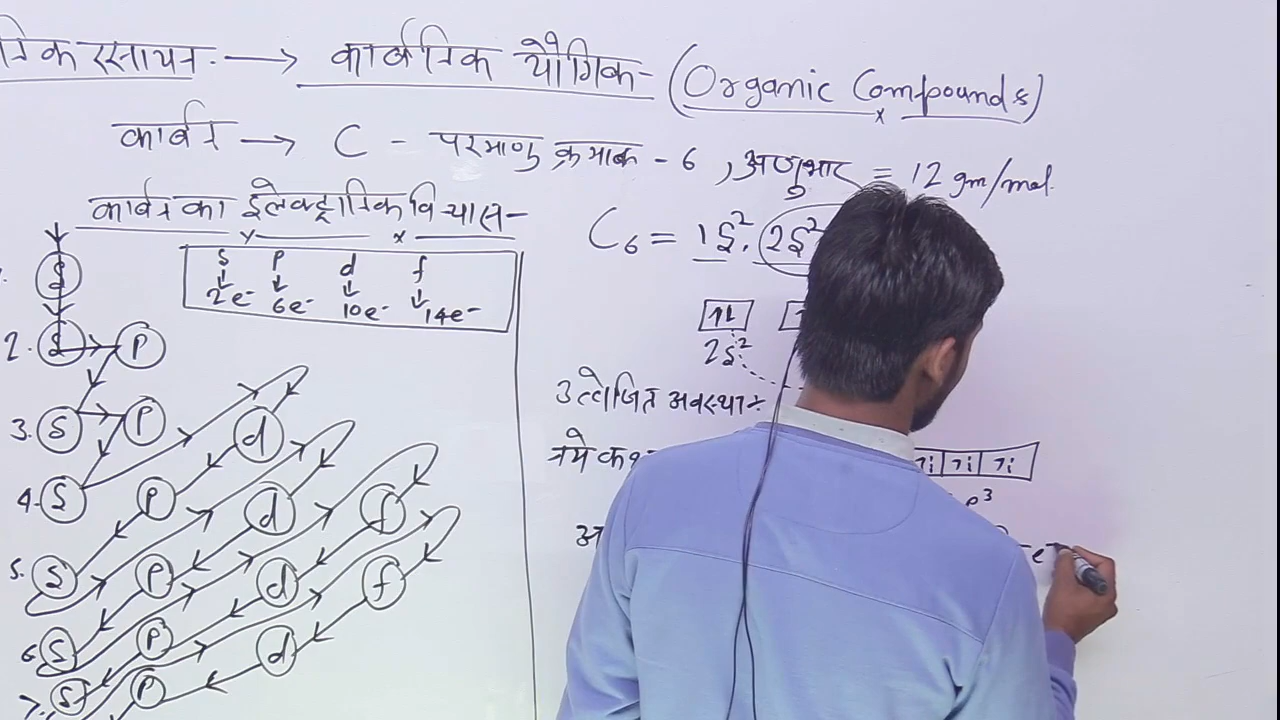 त्रिक रसायन. → कार्बनिक यौगिक - (Organic Compounds)
कार्बन → C - परमाणु क्रमांक - 6 , अणुभार = 12 gm/mol.
कार्बन का इलेक्ट्रानिक विन्यास -
s p d f
2e⁻ 6e⁻ 10e⁻ 14e⁻
C6 = 1s², 2s²
2s²
उत्तेजित अवस्था :-
s
2. s p
3. s p d
4. s p d f
5. s p d f
6. s p d
7. s p